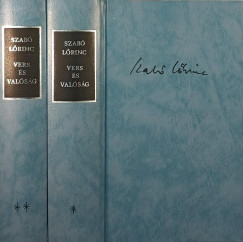 SZABÓ
LŐRINC
VERS
ÉS
VALÓSÁG
**
SZABÓ
LŐRINC
VERS
ÉS
VALÓSÁG
*
Szabó Lőrinc